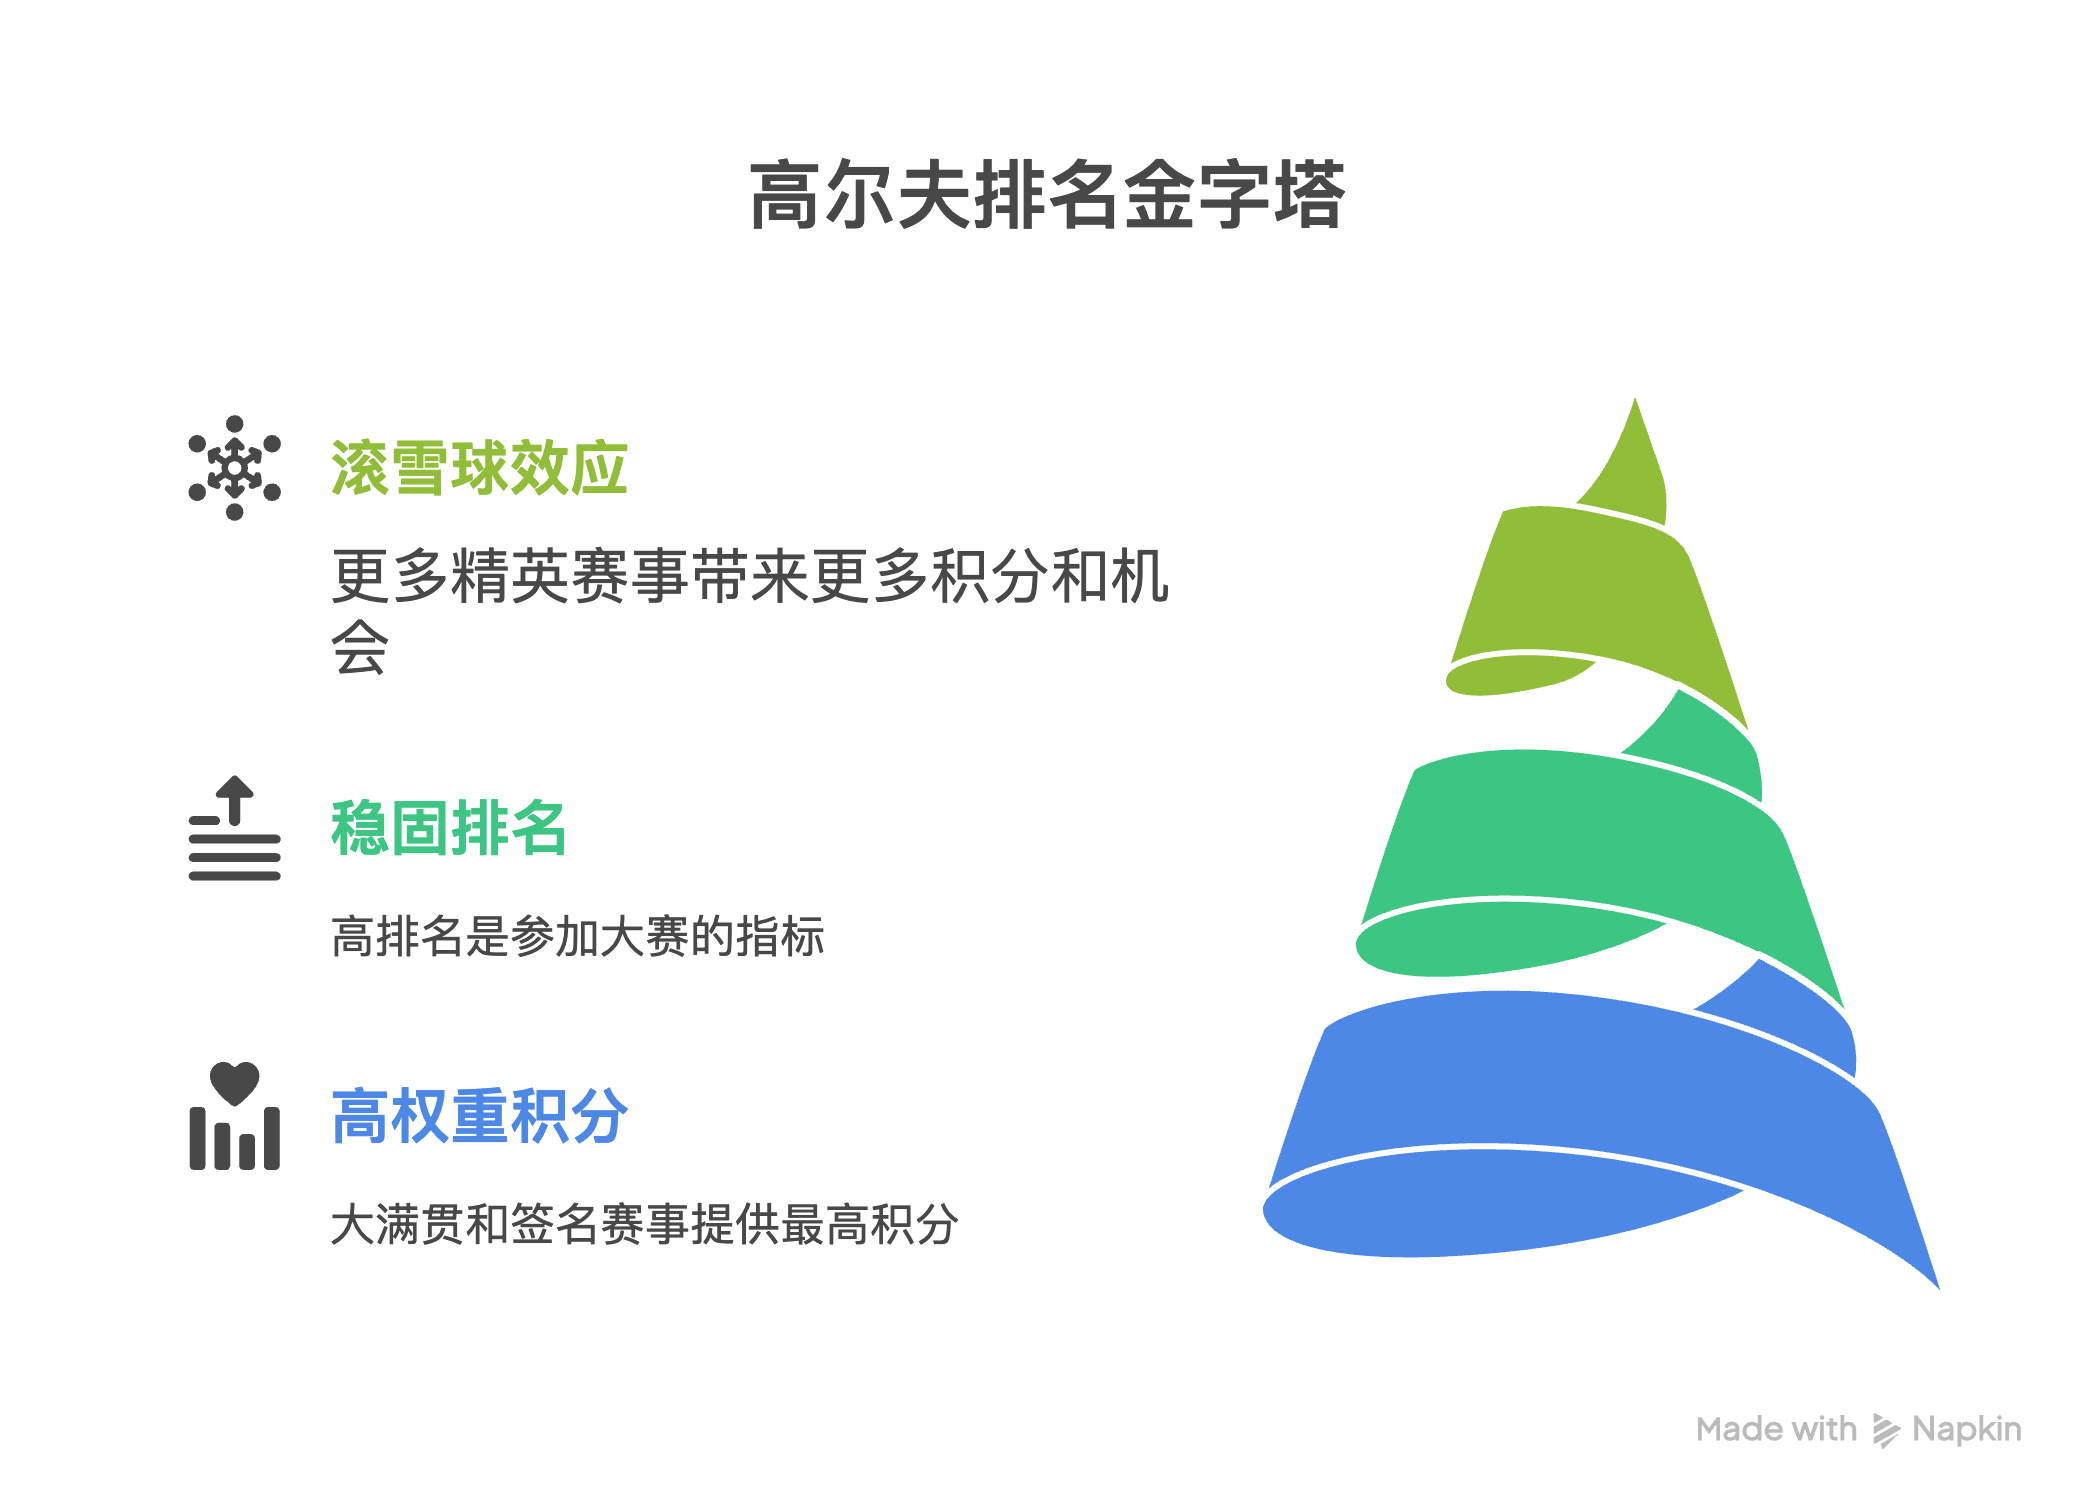 高尔夫排名金字塔
滚雪球效应
更多精英赛事带来更多积分和机
会
稳固排名
高排名是参加大赛的指标
高权重积分
大满贯和签名赛事提供最高积分
Made with Napkin